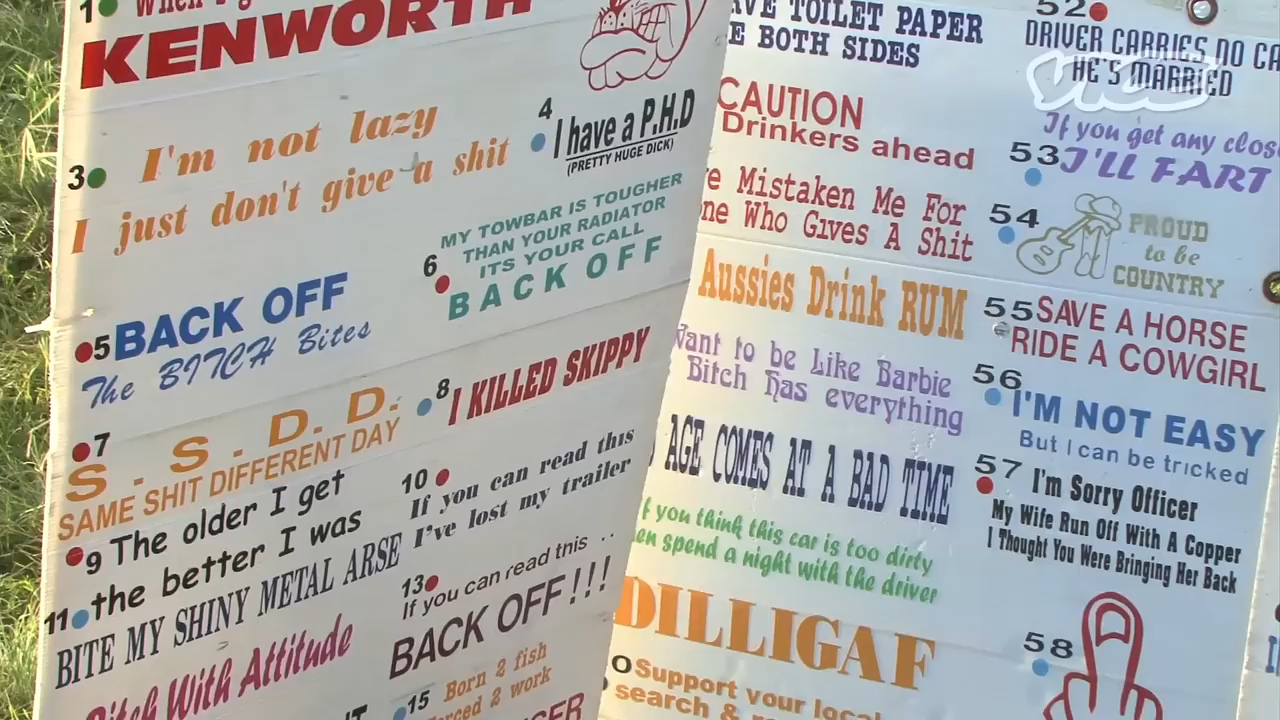 1
KENWORTH
3
I'm not lazy
I just don't give a shit
4
I have a P.H.D
(PRETTY HUGE DICK)
5
BACK OFF
The BITCH Bites
6
MY TOWBAR IS TOUGHER
THAN YOUR RADIATOR
ITS YOUR CALL
BACK OFF
7
S. S. D. D.
SAME SHIT DIFFERENT DAY
8
I KILLED SKIPPY
9
The older I get
the better I was
10
If you can read this
I've lost my trailer
11
BITE MY SHINY METAL ARSE
13
If you can read this ..
BACK OFF!!!
With Attitude
15
Born 2 fish
2 work
TOILET PAPER
BOTH SIDES
CAUTION
Drinkers ahead
Mistaken Me For
Who Gives A Shit
Aussies Drink RUM
to be Like Barbie
Bitch has everything
AGE COMES AT A BAD TIME
you think this car is too dirty
spend a night with the driver
DILLIGAF
Support your local
search &
52
DRIVER CARRIES NO
HE'S MARRIED
VICE
53
If you get any
I'LL FART
54
PROUD
to be
COUNTRY
55
SAVE A HORSE
RIDE A COWGIRL
56
I'M NOT EASY
But I can be tricked
57
I'm Sorry Officer
My Wife Run Off With A Copper
I Thought You Were Bringing Her Back
58